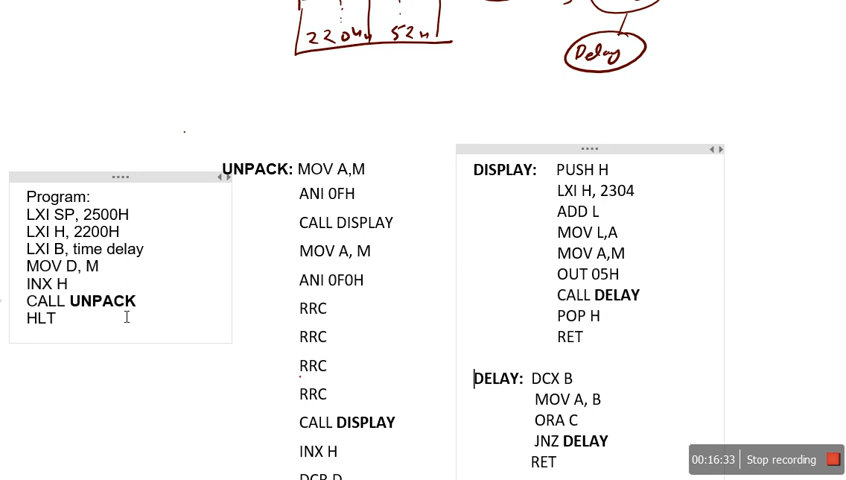 2204H 52H
Delay
Program:
LXI SP, 2500H
LXI H, 2200H
LXI B, time delay
MOV D, M
INX H
CALL UNPACK
HLT
UNPACK: MOV A,M
ANI 0FH
CALL DISPLAY
MOV A, M
ANI 0F0H
RRC
RRC
RRC
RRC
CALL DISPLAY
INX H
DCR D
DISPLAY: PUSH H
LXI H, 2304
ADD L
MOV L,A
MOV A,M
OUT 05H
CALL DELAY
POP H
RET
DELAY: DCX B
MOV A, B
ORA C
JNZ DELAY
RET
00:16:33 Stop recording